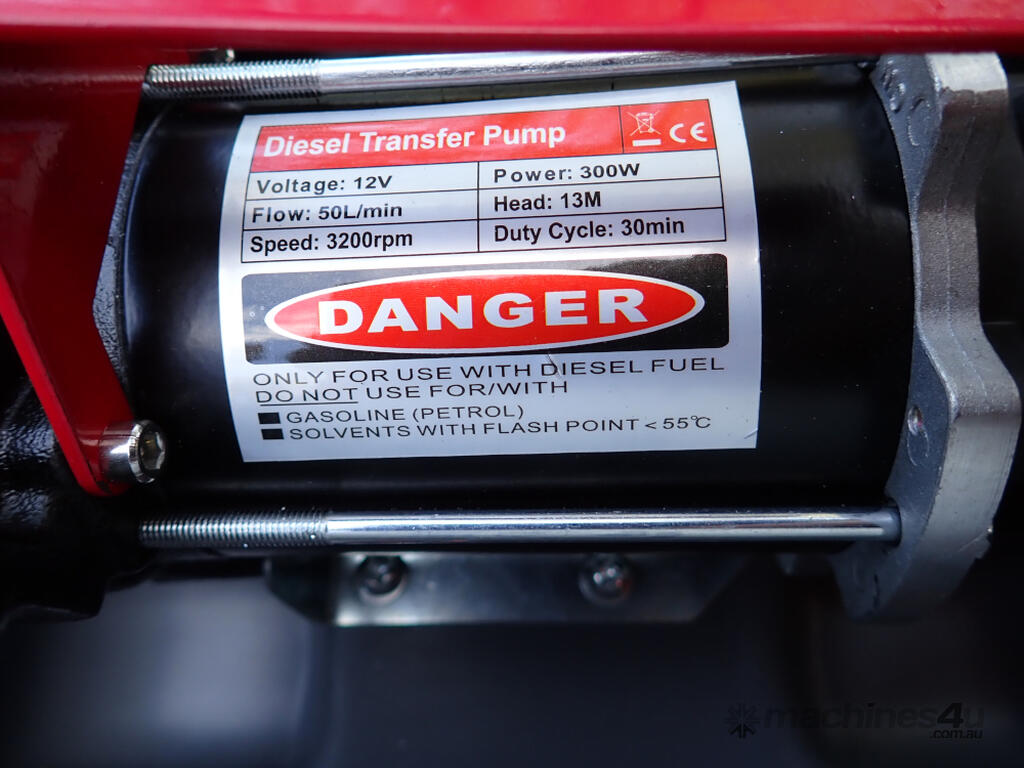 Diesel Transfer Pump CE
Voltage: 12V Power: 300W
Flow: 50L/min Head: 13M
Speed: 3200rpm Duty Cycle: 30min
DANGER
ONLY FOR USE WITH DIESEL FUEL
DO NOT USE FOR/WITH
■ GASOLINE (PETROL)
■ SOLVENTS WITH FLASH POINT < 55℃
machines4u
.com.au